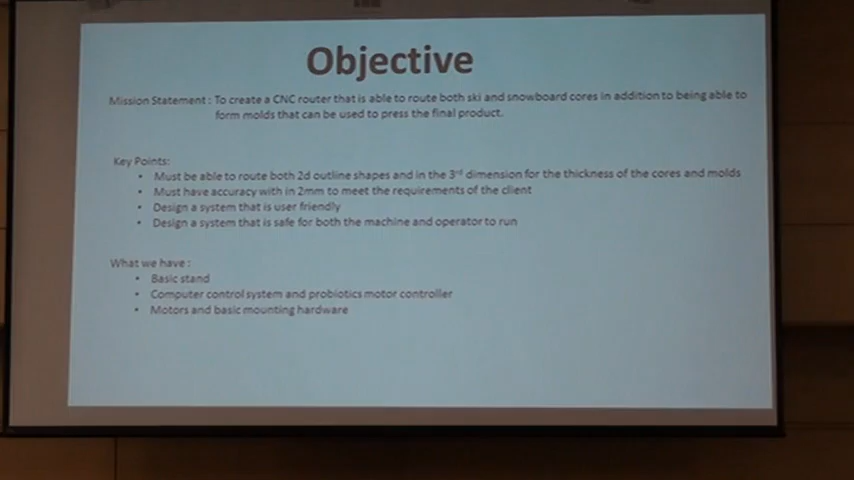 Objective
Mission Statement : To create a CNC router that is able to route both ski and snowboard cores in addition to being able to
form molds that can be used to press the final product.
Key Points:
• Must be able to route both 2d outline shapes and in the 3rd dimension for the thickness of the cores and molds
• Must have accuracy with in 2mm to meet the requirements of the client
• Design a system that is user friendly
• Design a system that is safe for both the machine and operator to run
What we have :
• Basic stand
• Computer control system and probiotics motor controller
• Motors and basic mounting hardware